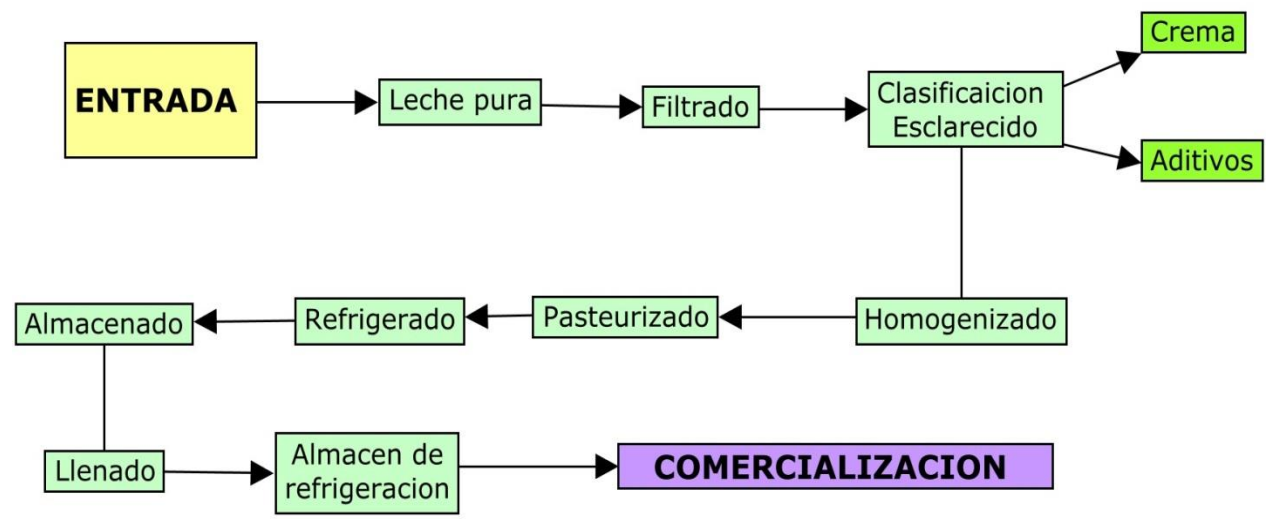 ENTRADA
Leche pura
Filtrado
Clasificaicion
Esclarecido
Crema
Aditivos
Homogenizado
Pasteurizado
Refrigerado
Almacenado
Llenado
Almacen de
refrigeracion
COMERCIALIZACION